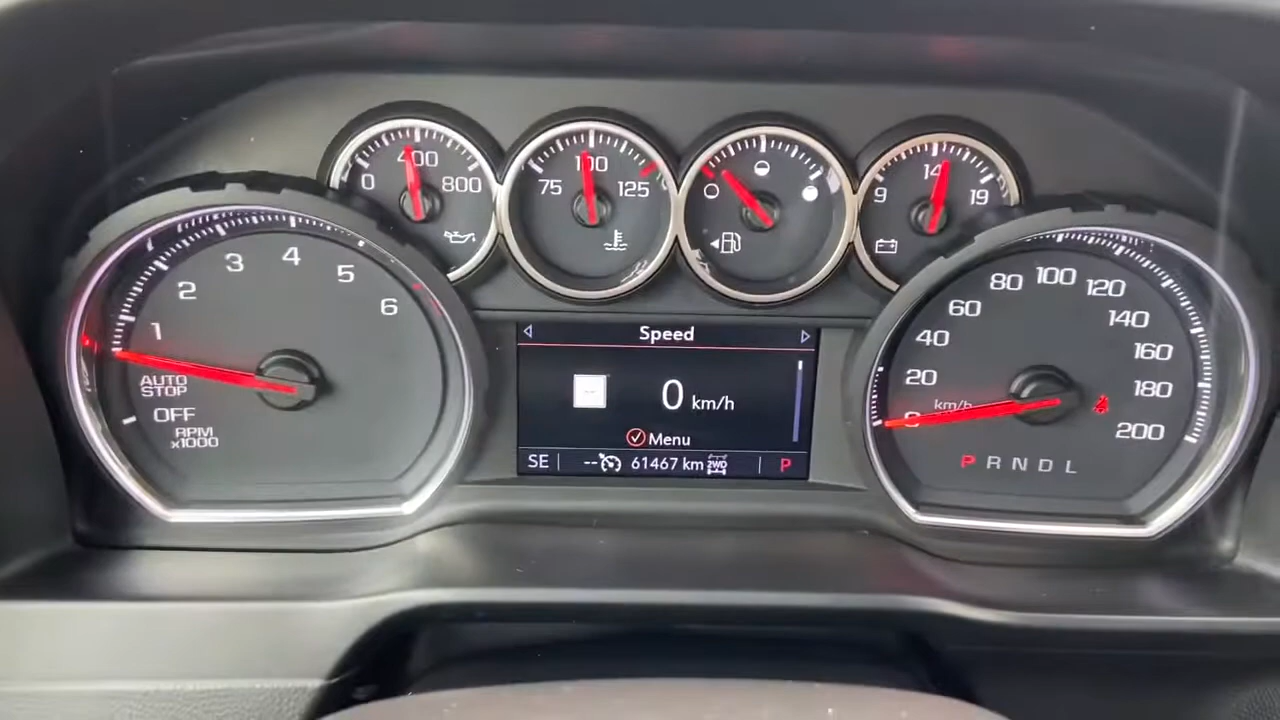 0 400 800
75 100 125
9 14 19
1 2 3 4 5 6
AUTO
STOP
OFF
RPM
x1000
Speed
0 km/h
Menu
SE -- 61467 km 2WD P
0 20 40 60 80 100 120 140 160 180 200
km/h
P R N D L